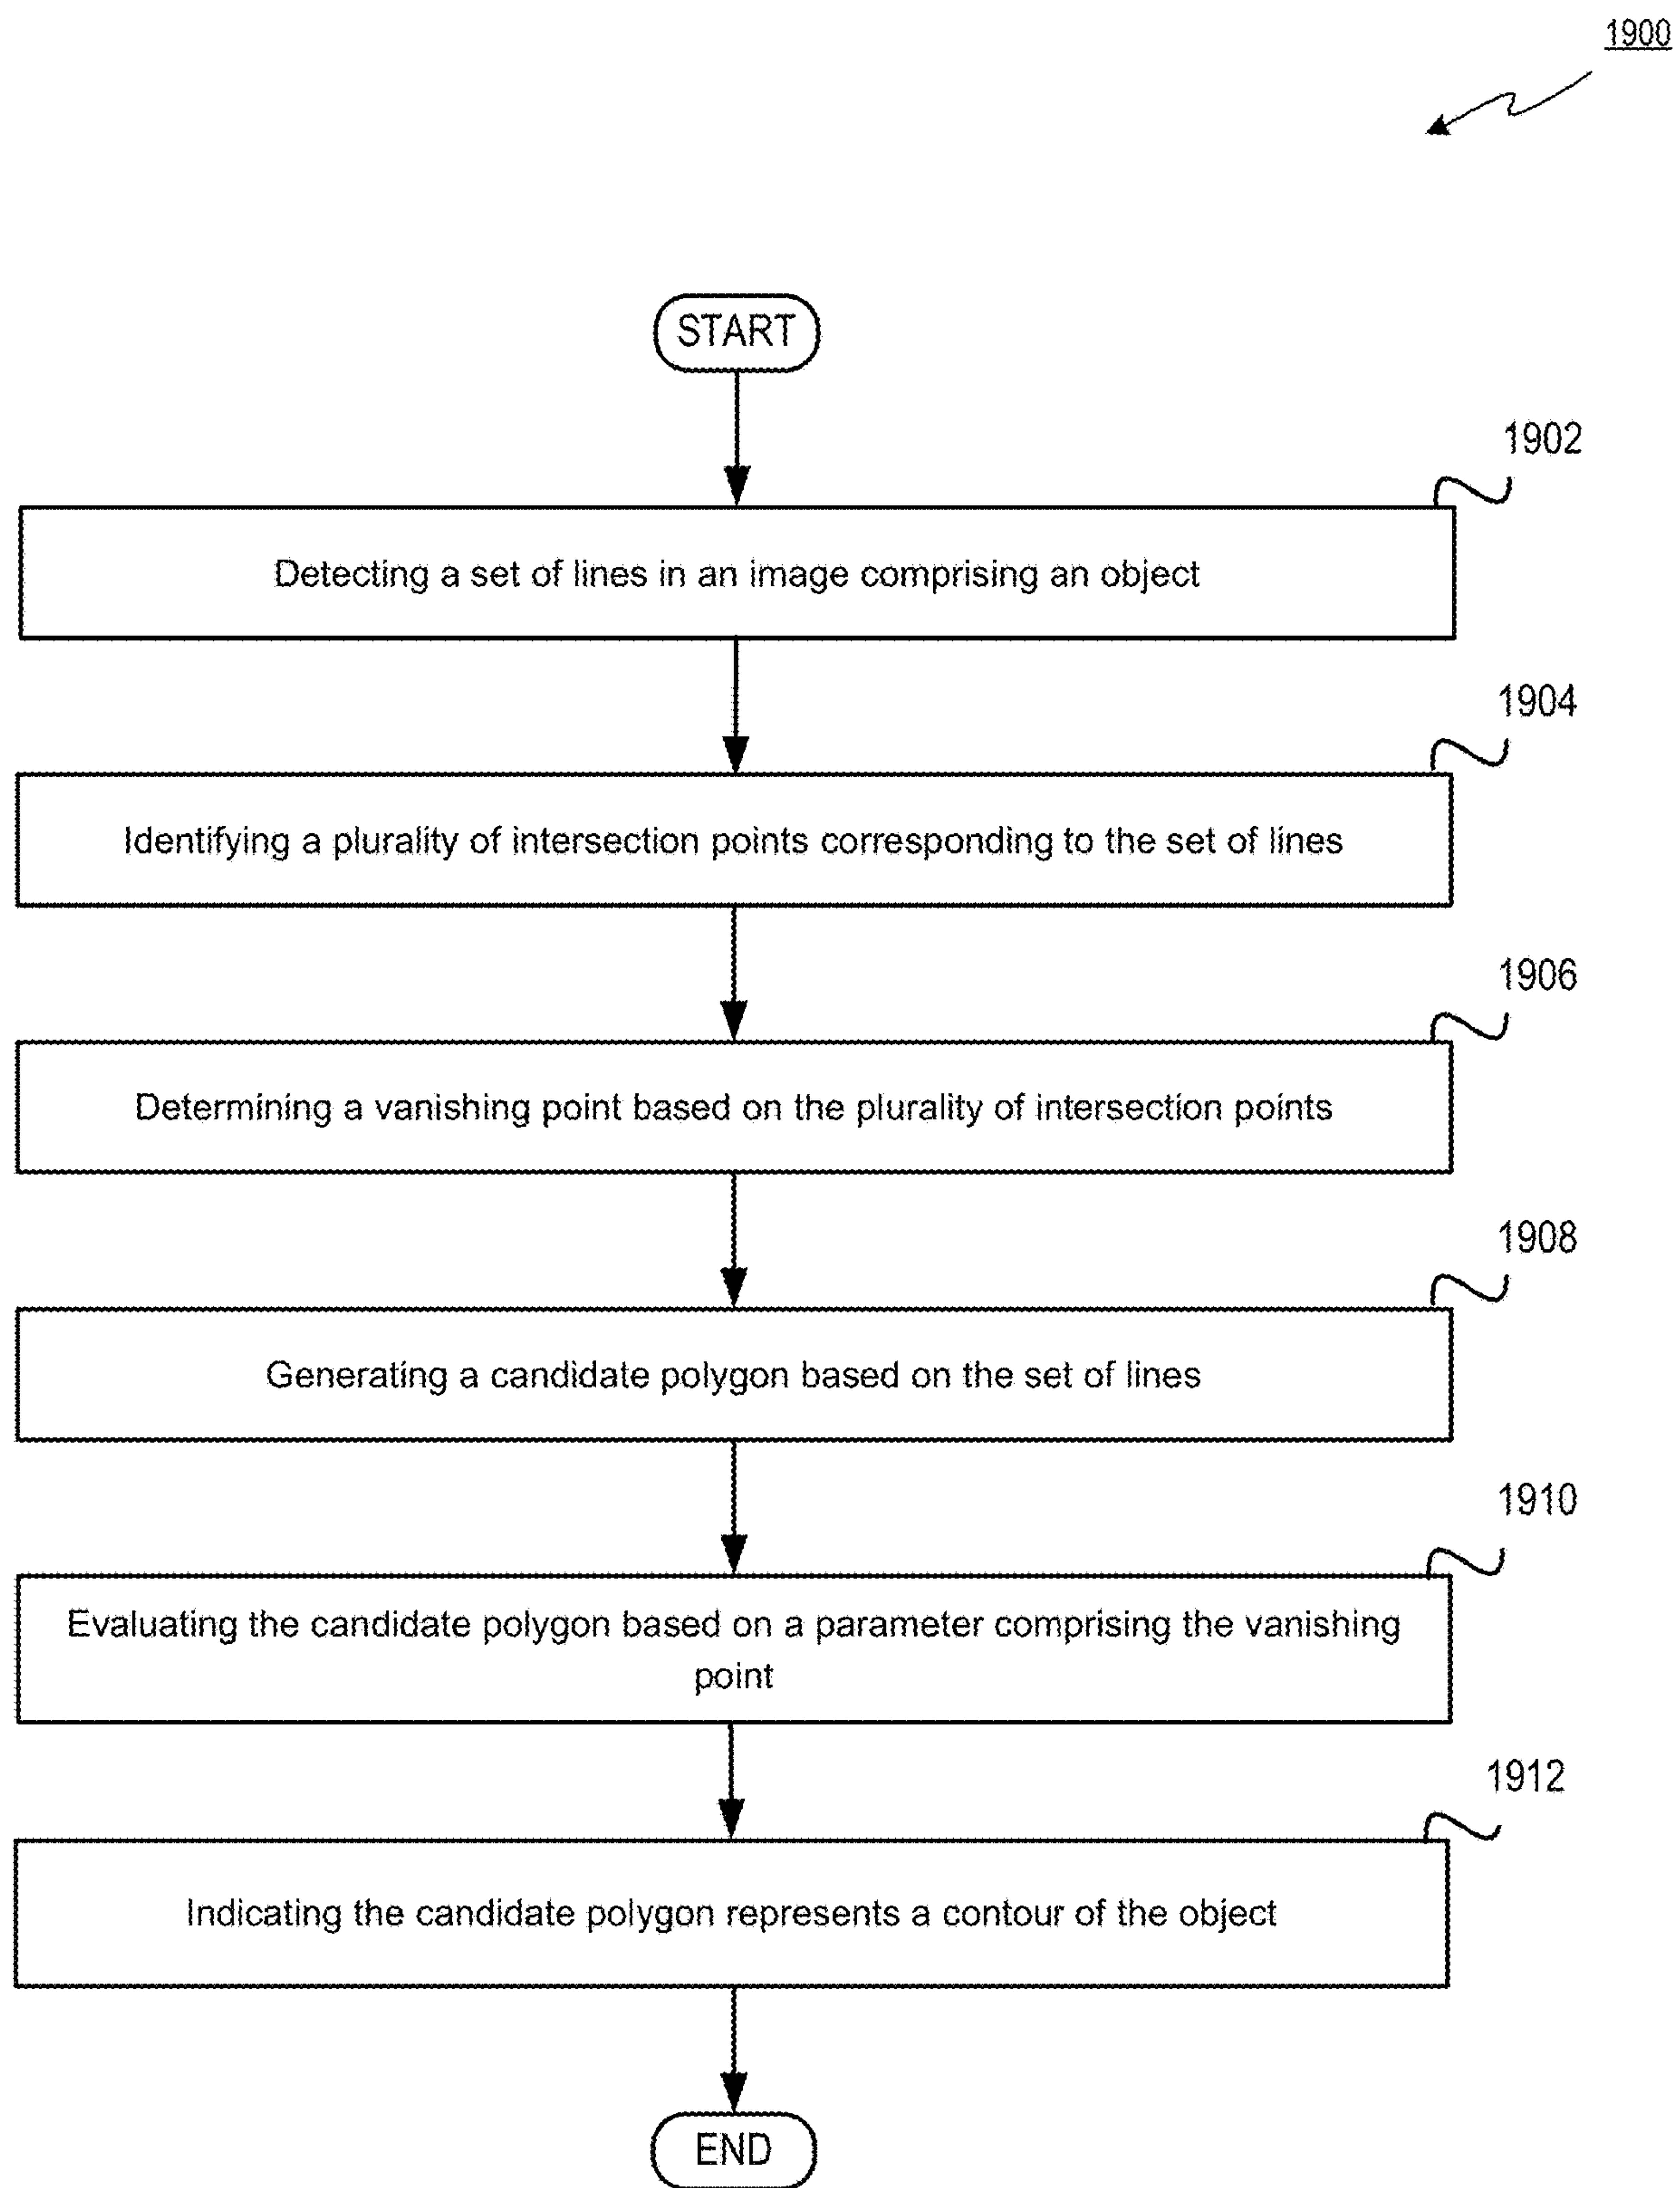 1900
START
1902
Detecting a set of lines in an image comprising an object
1904
Identifying a plurality of intersection points corresponding to the set of lines
1906
Determining a vanishing point based on the plurality of intersection points
1908
Generating a candidate polygon based on the set of lines
1910
Evaluating the candidate polygon based on a parameter comprising the vanishing
point
1912
Indicating the candidate polygon represents a contour of the object
END